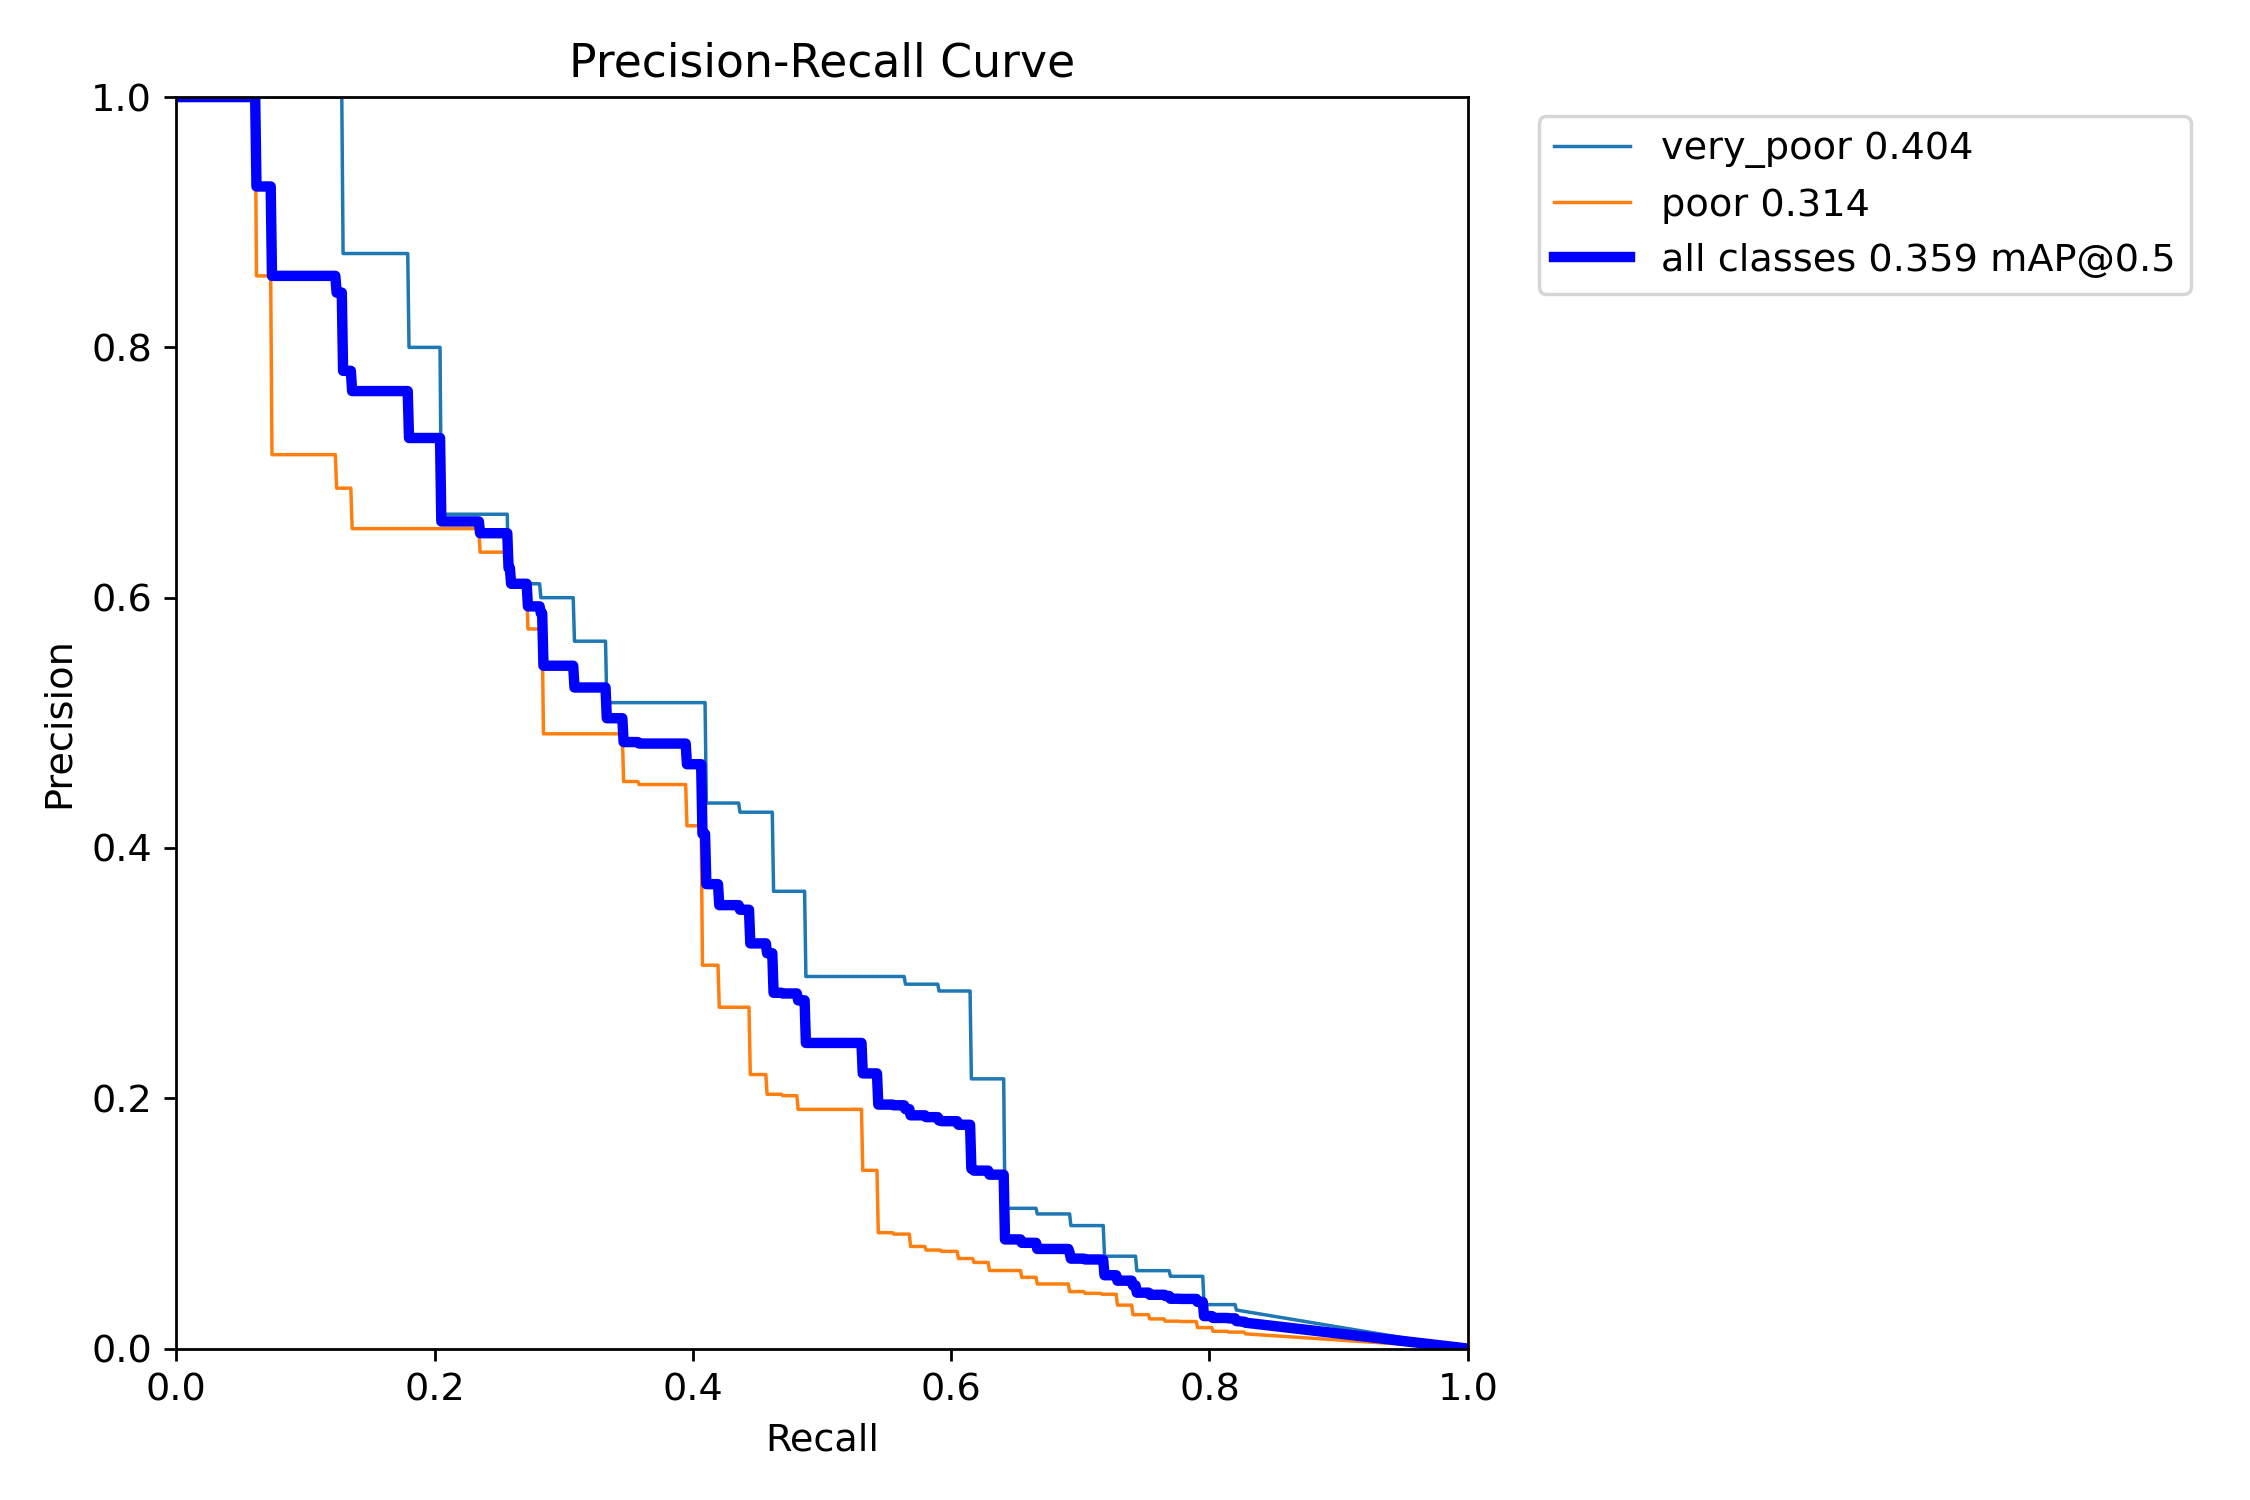 Precision-Recall Curve
very_poor 0.404
poor 0.314
all classes 0.359 mAP@0.5
Precision
1.0
0.8
0.6
0.4
0.2
0.0
0.0 0.2 0.4 0.6 0.8 1.0
Recall